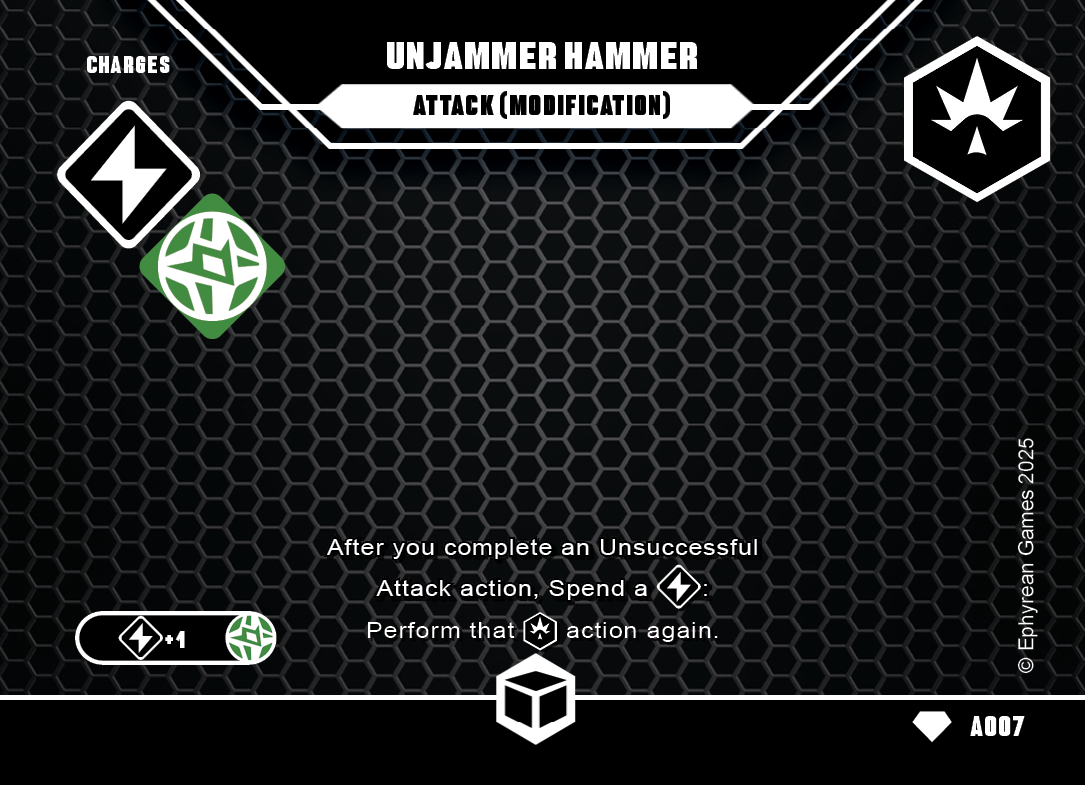 CHARGES
UNJAMMER HAMMER
ATTACK (MODIFICATION)
After you complete an Unsuccessful
Attack action, Spend a :
Perform that action again.
+1
© Ephyrean Games 2025
A007